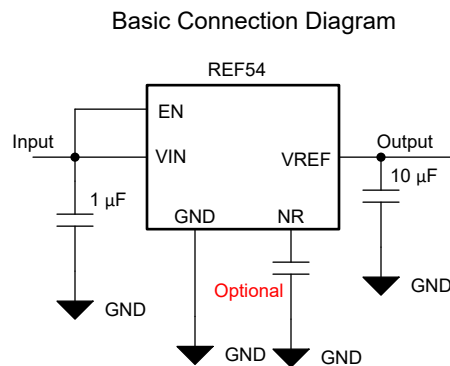 Basic Connection Diagram
REF54
EN
Input
VIN
VREF
Output
1 µF
10 µF
GND
NR
Optional
GND
GND
GND
GND